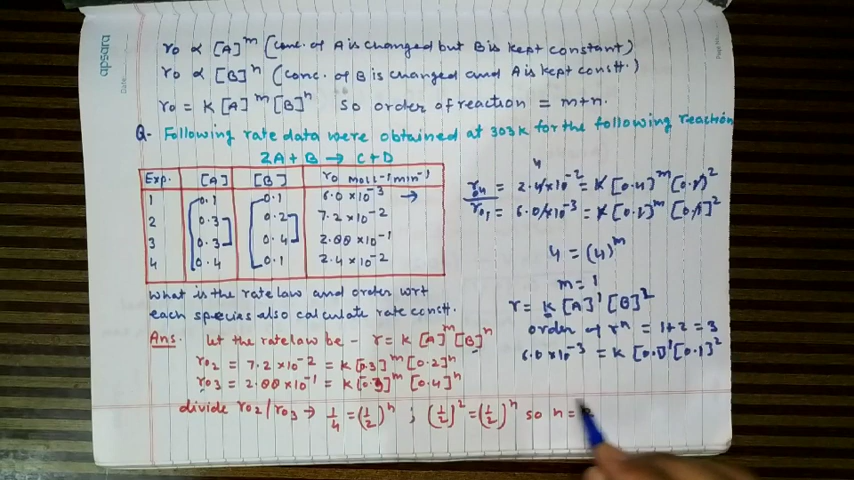 apsara
Date:
Page No.:
r0 ∝ [A]^m (conc. of A is changed but B is kept constant)
r0 ∝ [B]^n (conc. of B is changed and A is kept constt.)
r0 = K[A]^m [B]^n so order of reaction = m+n.
Q- Following rate data were obtained at 303K for the following reaction
2A + B → C + D
Exp. [A] [B] r0 moll-1(min-1)
1 0.1 0.1 6.0×10^-3 →
2 0.3 0.2 7.2×10^-2
3 0.3 0.4 2.88×10^-1
4 0.4 0.1 2.4×10^-2
what is the rate law and order wrt
each species also calculate rate constt.
Ans. Let the rate law be - r = K[A]^m [B]^n
r02 = 7.2×10^-2 = K[0.3]^m [0.2]^n
r03 = 2.88×10^-1 = K[0.3]^m [0.4]^n
divide r02/r03 → 1/4 = (1/2)^n ; (1/2)^2 = (1/2)^n so n =
4
r04 = 2.4×10^-2 = K[0.4]^m [0.1]^2
r01 = 6.0×10^-3 = K[0.1]^m [0.1]^2
4 = (4)^m
m = 1
r = K[A]^1 [B]^2
order of r^n = 1+2 = 3
6.0×10^-3 = K[0.1]^1 [0.1]^2